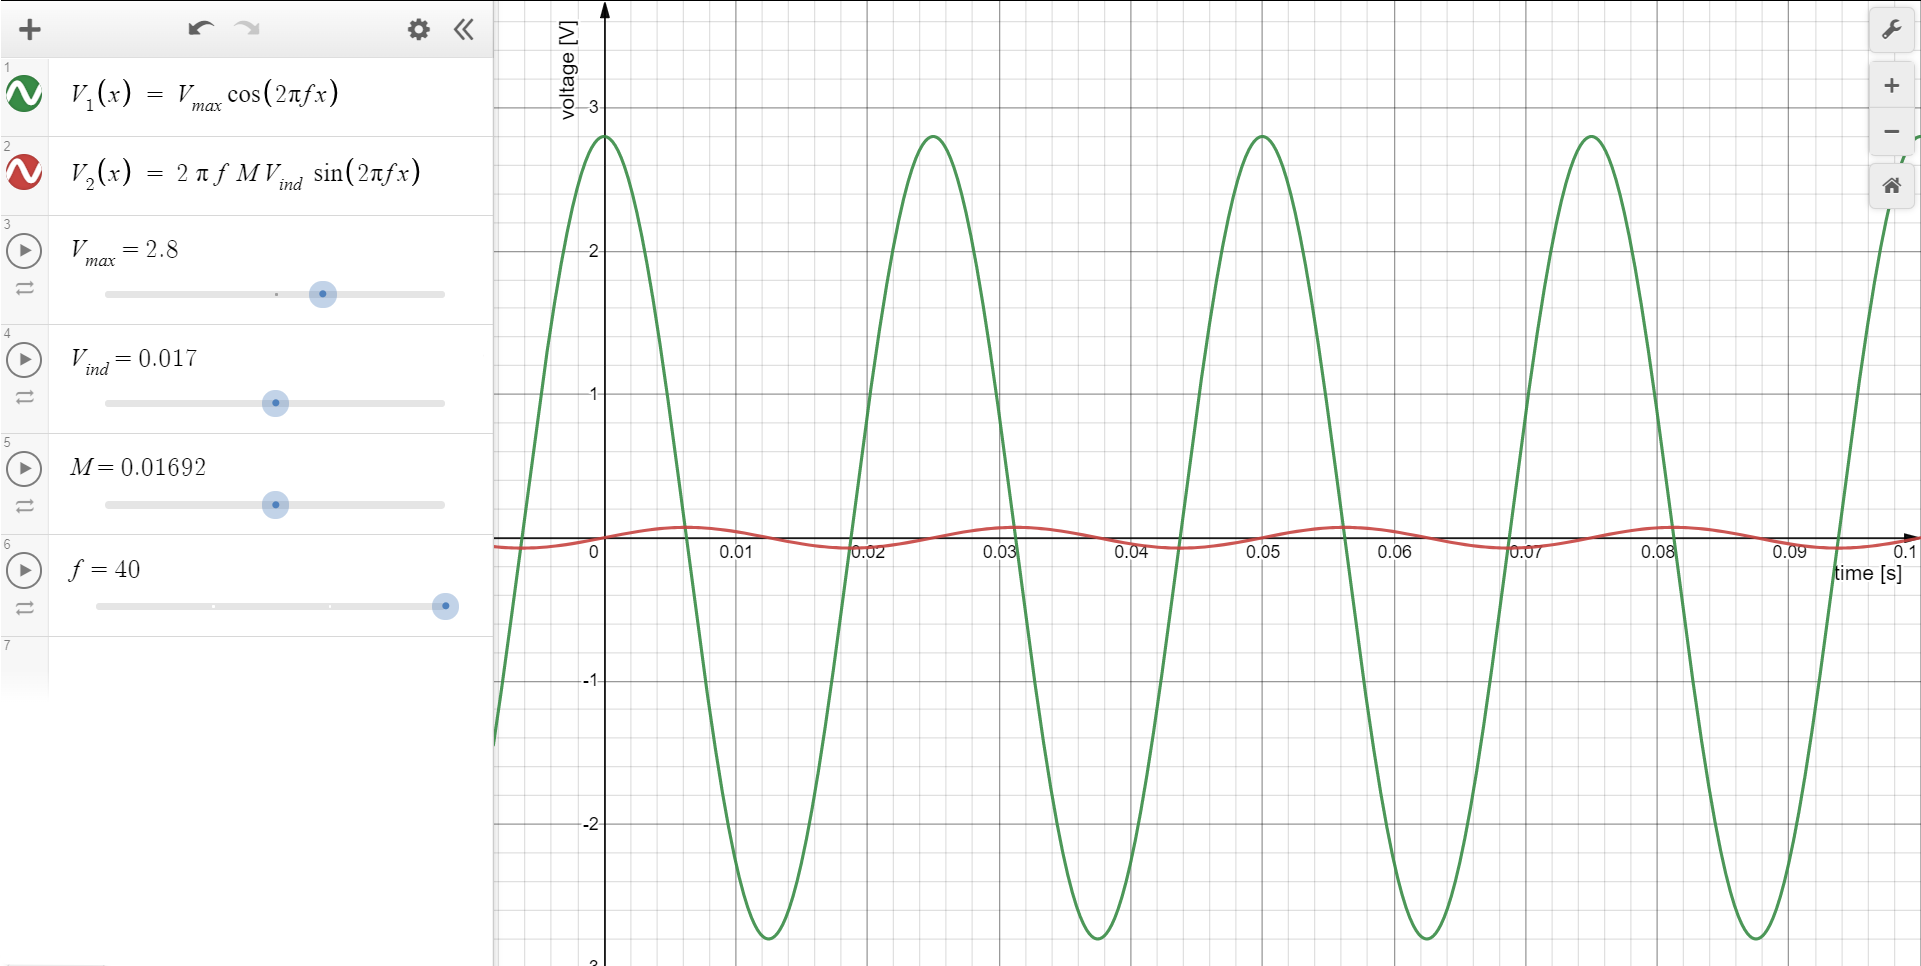 1
V₁(x) = Vmax cos(2πfx)
2
V₂(x) = 2 π f M Vind sin(2πfx)
3
Vmax = 2.8
4
Vind = 0.017
5
M = 0.01692
6
f = 40
7
voltage [V]
3
2
1
0 0.01 0.02 0.03 0.04 0.05 0.06 0.07 0.08 0.09 0.1
time [s]
-1
-2